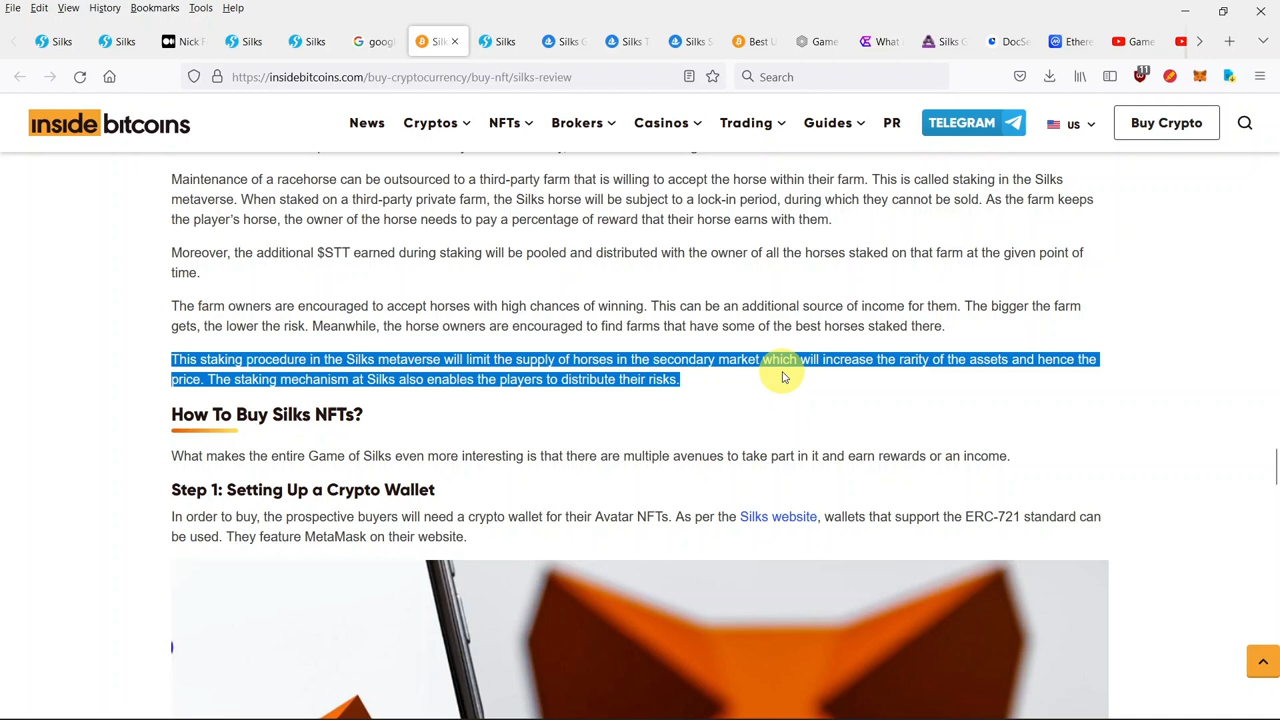 File Edit View History Bookmarks Tools Help
Silks Silks Nick F Silks Silks googl Silk Silks Silks G Silks T Silks S Best U Game What I Silks G DocSe Ethere Game
https://insidebitcoins.com/buy-cryptocurrency/buy-nft/silks-review Search 11
inside bitcoins News Cryptos NFTs Brokers Casinos Trading Guides PR TELEGRAM US Buy Crypto
Maintenance of a racehorse can be outsourced to a third-party farm that is willing to accept the horse within their farm. This is called staking in the Silks
metaverse. When staked on a third-party private farm, the Silks horse will be subject to a lock-in period, during which they cannot be sold. As the farm keeps
the player's horse, the owner of the horse needs to pay a percentage of reward that their horse earns with them.
Moreover, the additional $STT earned during staking will be pooled and distributed with the owner of all the horses staked on that farm at the given point of
time.
The farm owners are encouraged to accept horses with high chances of winning. This can be an additional source of income for them. The bigger the farm
gets, the lower the risk. Meanwhile, the horse owners are encouraged to find farms that have some of the best horses staked there.
This staking procedure in the Silks metaverse will limit the supply of horses in the secondary market which will increase the rarity of the assets and hence the
price. The staking mechanism at Silks also enables the players to distribute their risks.
How To Buy Silks NFTs?
What makes the entire Game of Silks even more interesting is that there are multiple avenues to take part in it and earn rewards or an income.
Step 1: Setting Up a Crypto Wallet
In order to buy, the prospective buyers will need a crypto wallet for their Avatar NFTs. As per the Silks website, wallets that support the ERC-721 standard can
be used. They feature MetaMask on their website.